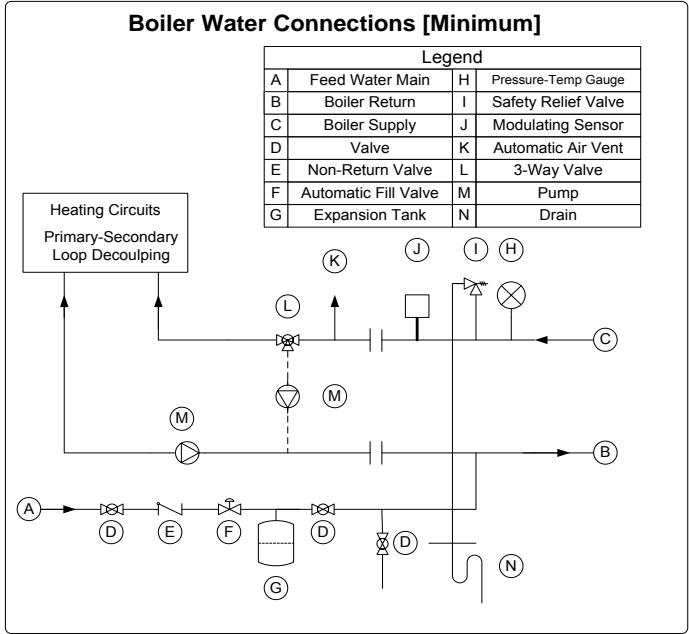 Boiler Water Connections [Minimum]
Legend
A Feed Water Main H Pressure-Temp Gauge
B Boiler Return I Safety Relief Valve
C Boiler Supply J Modulating Sensor
D Valve K Automatic Air Vent
E Non-Return Valve L 3-Way Valve
F Automatic Fill Valve M Pump
G Expansion Tank N Drain
Heating Circuits
Primary-Secondary
Loop Decoulping
K
J
I
H
L
C
M
M
B
A
D
E
F
D
D
G
N